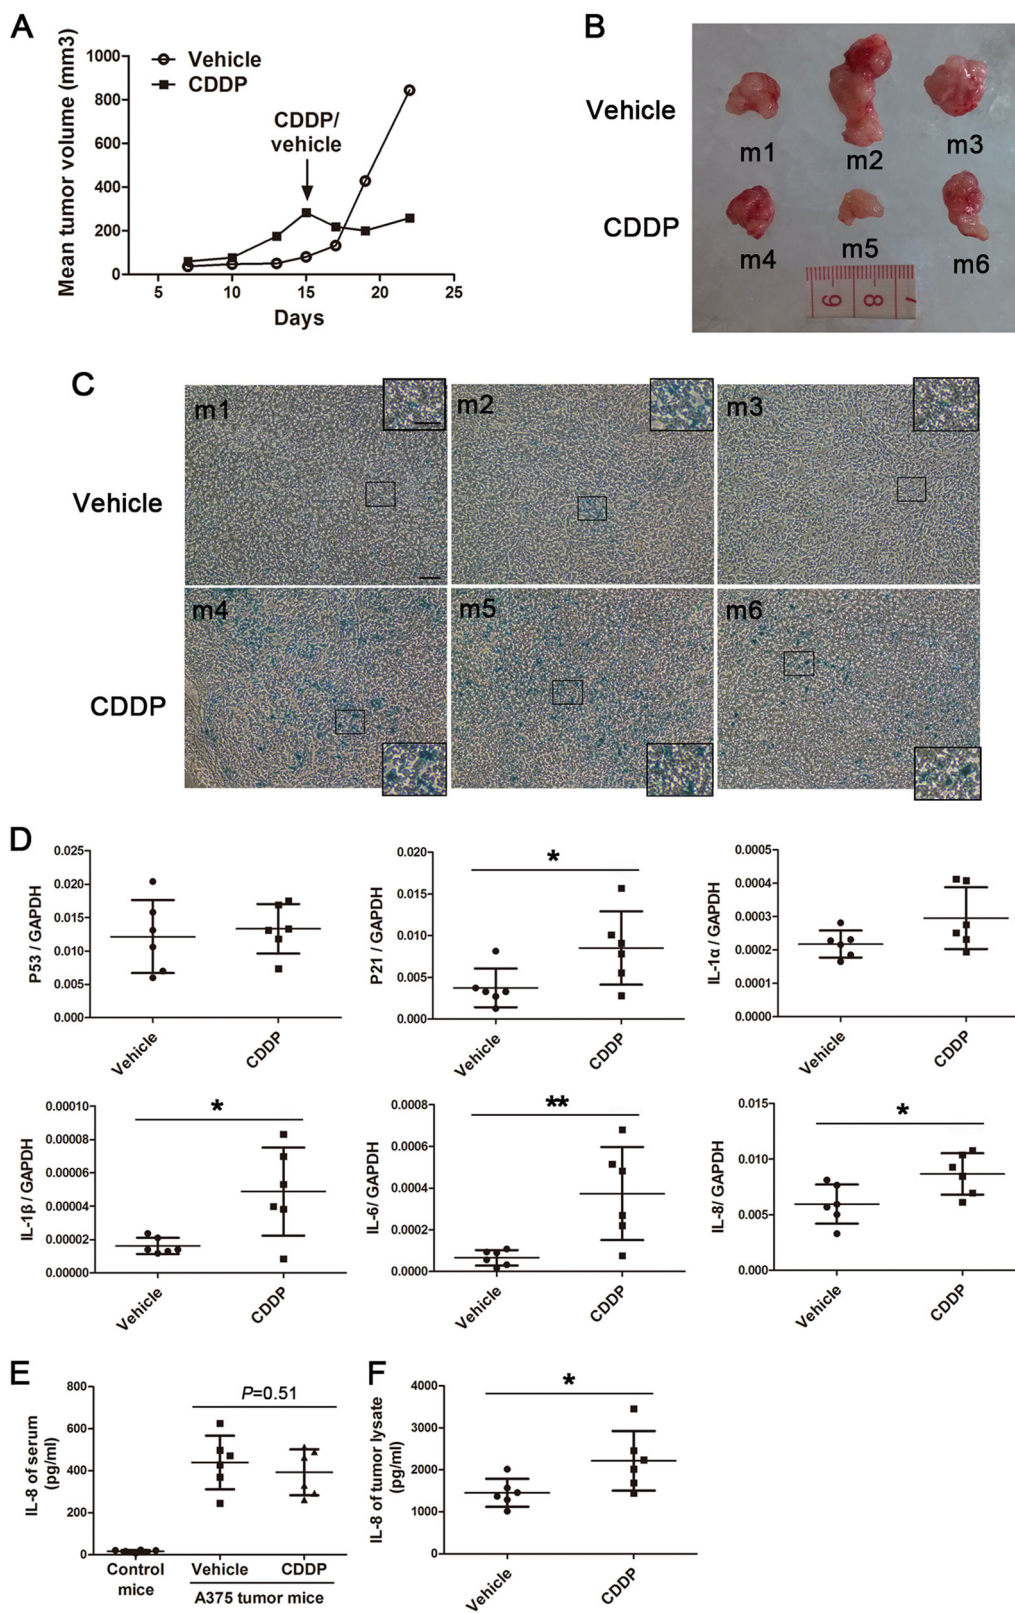 A
Mean tumor volume (mm3)
1000
800
600
400
200
0
Vehicle
CDDP
CDDP/
vehicle
5
10
15
20
25
Days
B
Vehicle
m1
m2
m3
CDDP
m4
m5
m6
9
8
C
Vehicle
m1
m2
m3
CDDP
m4
m5
m6
D
P53 / GAPDH
0.025
0.020
0.015
0.010
0.005
0.000
Vehicle
CDDP
P21 / GAPDH
0.020
0.015
0.010
0.005
0.000
*
Vehicle
CDDP
IL-1α / GAPDH
0.0005
0.0004
0.0003
0.0002
0.0001
0.0000
Vehicle
CDDP
IL-1β / GAPDH
0.00010
0.00008
0.00006
0.00004
0.00002
0.00000
*
Vehicle
CDDP
IL-6/ GAPDH
0.0008
0.0006
0.0004
0.0002
0.0000
**
Vehicle
CDDP
IL-8/ GAPDH
0.015
0.010
0.005
0.000
*
Vehicle
CDDP
E
IL-8 of serum
(pg/ml)
800
600
400
200
0
P=0.51
Control
mice
Vehicle
CDDP
A375 tumor mice
F
IL-8 of tumor lysate
(pg/ml)
4000
3000
2000
1000
0
*
Vehicle
CDDP